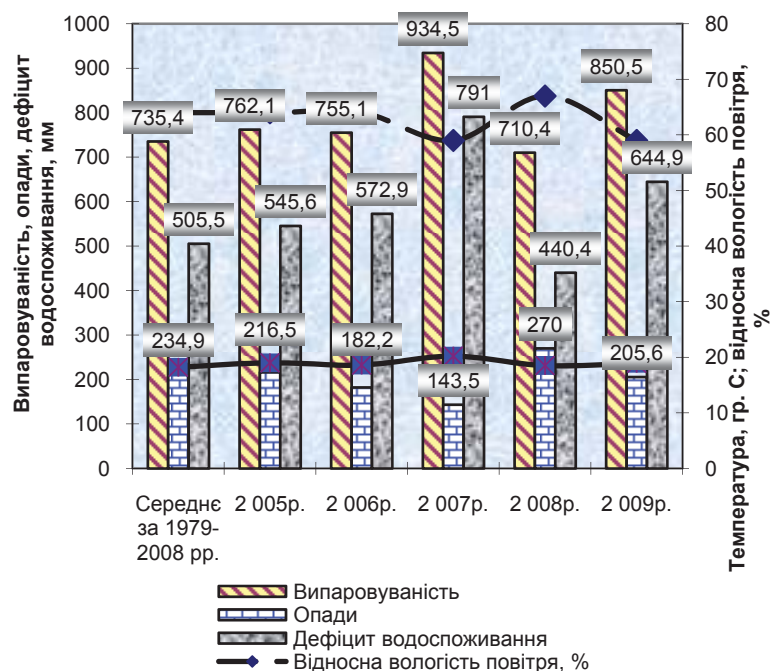 Випаровуваність, опади, дефіцит
водоспоживання, мм
1000
900
800
700
600
500
400
300
200
100
0
735,4
762,1
755,1
934,5
710,4
850,5
505,5
545,6
572,9
791
440,4
644,9
234,9
216,5
182,2
143,5
270
205,6
80
70
60
50
40
30
20
10
0
Температура, гр. С; відносна вологість повітря,
%
Середнє
за 1979-
2008 рр.
2 005р.
2 006р.
2 007р.
2 008р.
2 009р.
Випаровуваність
Опади
Дефіцит водоспоживання
Відносна вологість повітря, %